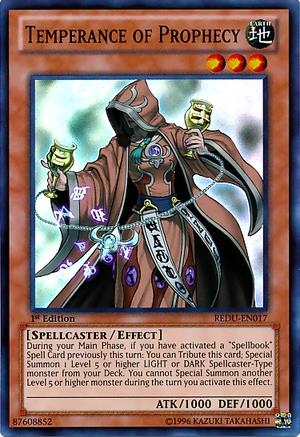 TEMPERANCE OF PROPHECY
EARTH
地
1st Edition
REDU-EN017
[SPELLCASTER / EFFECT]
During your Main Phase, if you have activated a "Spellbook"
Spell Card previously this turn: You can Tribute this card; Special
Summon 1 Level 5 or higher LIGHT or DARK Spellcaster-Type
monster from your Deck. You cannot Special Summon another
Level 5 or higher monster during the turn you activate this effect.
ATK/1000 DEF/1000
87608852
©1996 KAZUKI TAKAHASHI